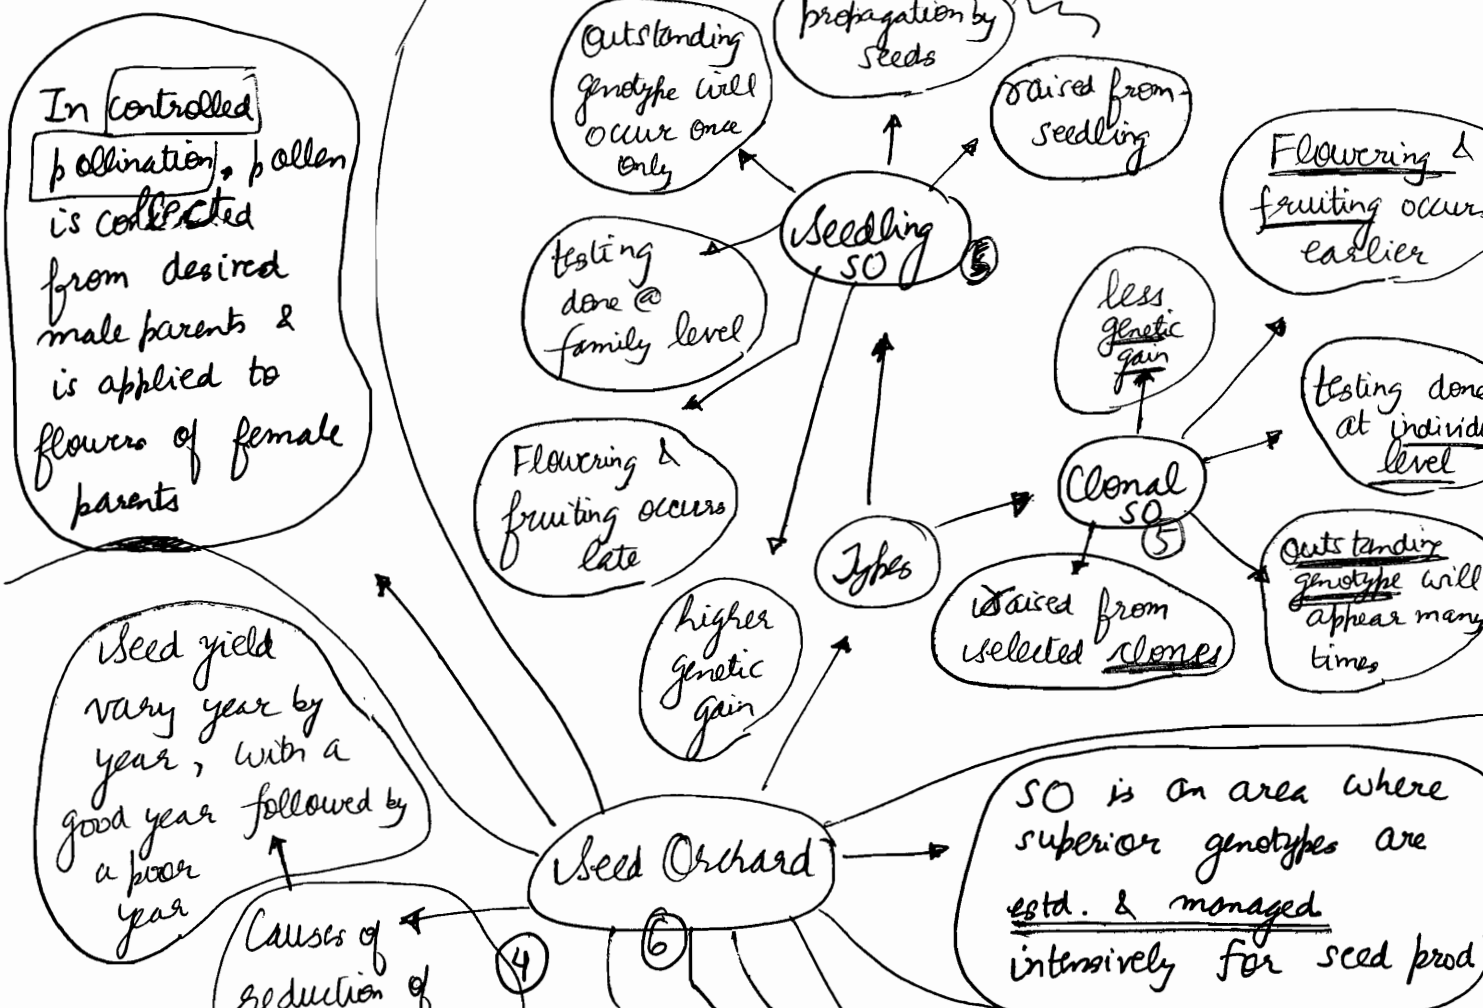 In controlled
pollination, pollen
is collected
from desired
male parents &
is applied to
flowers of female
parents
outstanding
genotype will
occur once
only
propagation by
seeds
raised from
seedling
Seedling
SO
testing
done @
family level
Flowering &
fruiting occurs
late
higher
genetic
gain
Types
less
genetic
gain
Flowering &
fruiting occurs
earlier
testing done
at individ
level
Clonal
SO
5
raised from
selected clones
outstanding
genotype will
appear many
times
Seed yield
vary year by
year, with a
good year followed by
a poor
year
Causes of
reduction of
4
Seed Orchard
6
SO is an area where
superior genotypes are
estd. & managed
intensively for seed prod